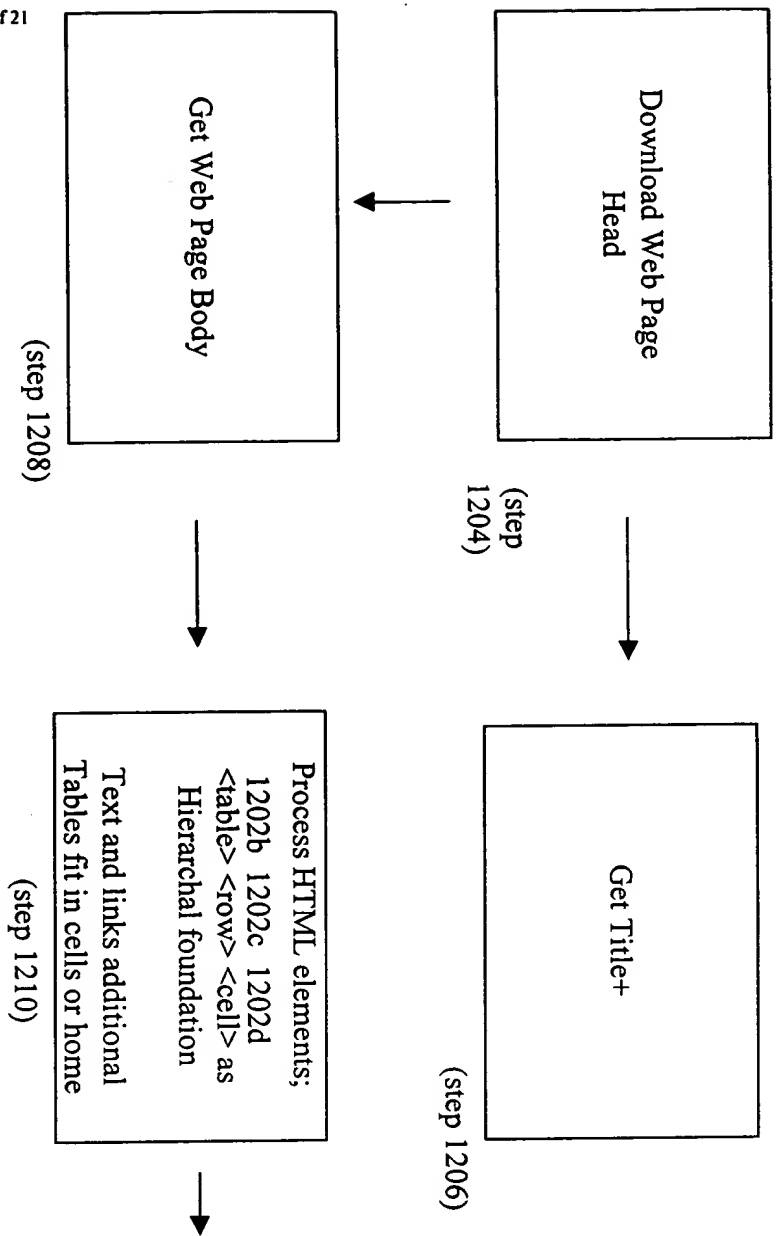 f 21
Download Web Page
Head
(step
1204)
Get Title+
(step 1206)
Get Web Page Body
(step 1208)
Process HTML elements;
1202b 1202c 1202d
<table> <row> <cell> as
Hierarchal foundation
Text and links additional
Tables fit in cells or home
(step 1210)